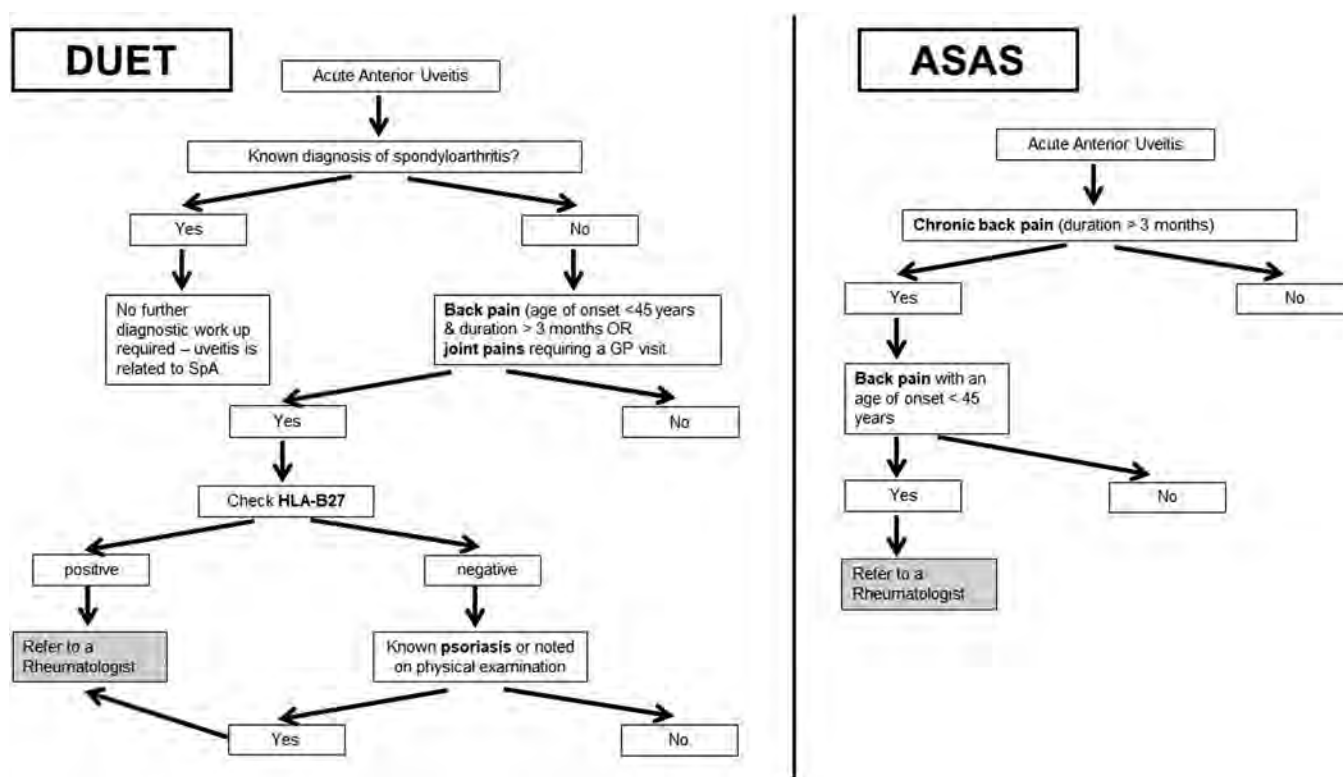 DUET
Acute Anterior Uveitis
Known diagnosis of spondyloarthritis?
Yes
No
No further
diagnostic work up
required – uveitis is
related to SpA
Back pain (age of onset <45 years
& duration > 3 months OR
joint pains requiring a GP visit
Yes
No
Check HLA-B27
positive
negative
Refer to a
Rheumatologist
Known psoriasis or noted
on physical examination
Yes
No
ASAS
Acute Anterior Uveitis
Chronic back pain (duration > 3 months)
Yes
No
Back pain with an
age of onset < 45
years
Yes
No
Refer to a
Rheumatologist